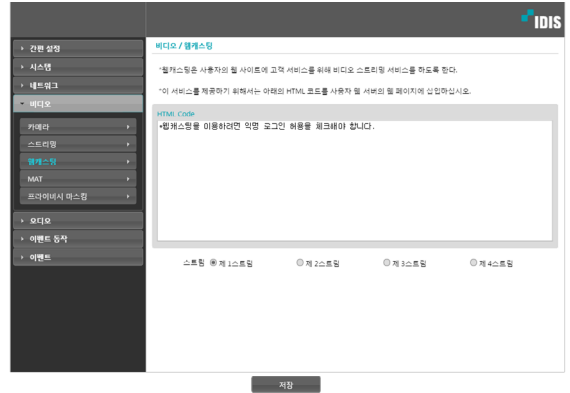 IDIS
간편 설정
시스템
네트워크
비디오
카메라
스트리밍
웹캐스팅
MAT
프라이버시 마스킹
오디오
이벤트 동작
이벤트
비디오 / 웹캐스팅
*웹캐스팅은 사용자의 웹 사이트에 고객 서비스를 위해 비디오 스트리밍 서비스를 하도록 한다.
*이 서비스를 제공하기 위해서는 아래의 HTML 코드를 사용자 웹 서버의 웹 페이지에 삽입하십시오.
HTML Code
*웹캐스팅을 이용하려면 익명 로그인 허용을 체크해야 합니다.
스트림 제 1스트림 제 2스트림 제 3스트림 제 4스트림
저장